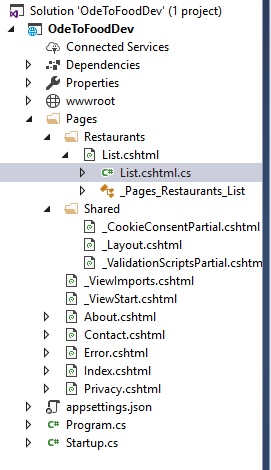 Solution 'OdeToFoodDev' (1 project)
OdeToFoodDev
Connected Services
Dependencies
Properties
wwwroot
Pages
Restaurants
List.cshtml
C# List.cshtml.cs
_Pages_Restaurants_List
Shared
_CookieConsentPartial.cshtml
_Layout.cshtml
_ValidationScriptsPartial.cshtm
_ViewImports.cshtml
_ViewStart.cshtml
About.cshtml
Contact.cshtml
Error.cshtml
Index.cshtml
Privacy.cshtml
appsettings.json
C# Program.cs
C# Startup.cs